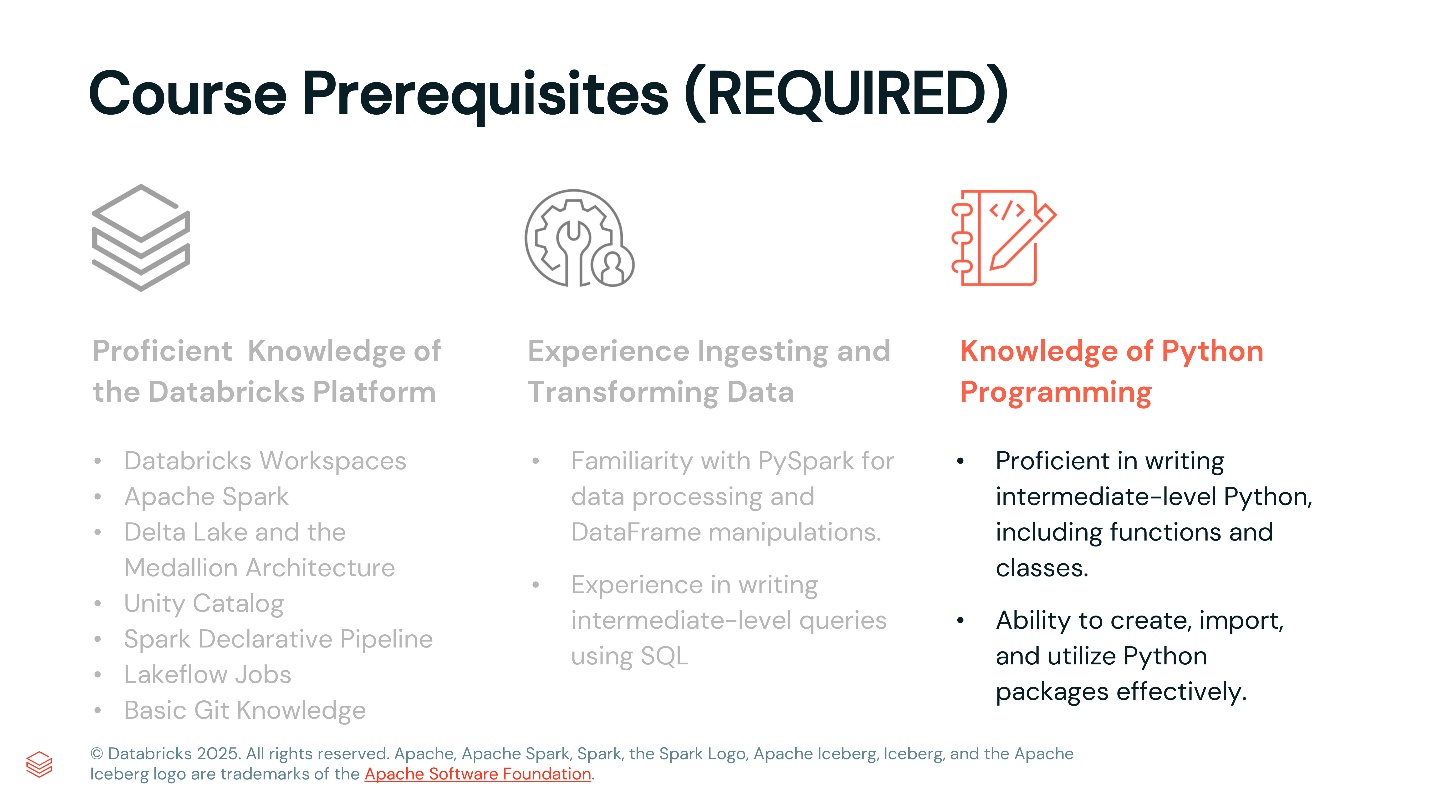 Course Prerequisites (REQUIRED)
</>
Proficient  Knowledge of
the Databricks Platform
• Databricks Workspaces
• Apache Spark
• Delta Lake and the
Medallion Architecture
• Unity Catalog
• Spark Declarative Pipeline
• Lakeflow Jobs
• Basic Git Knowledge
Experience Ingesting and
Transforming Data
• Familiarity with PySpark for
data processing and
DataFrame manipulations.
• Experience in writing
intermediate-level queries
using SQL
Knowledge of Python
Programming
• Proficient in writing
intermediate-level Python,
including functions and
classes.
• Ability to create, import,
and utilize Python
packages effectively.
© Databricks 2025. All rights reserved. Apache, Apache Spark, Spark, the Spark Logo, Apache Iceberg, Iceberg, and the Apache
Iceberg logo are trademarks of the Apache Software Foundation.